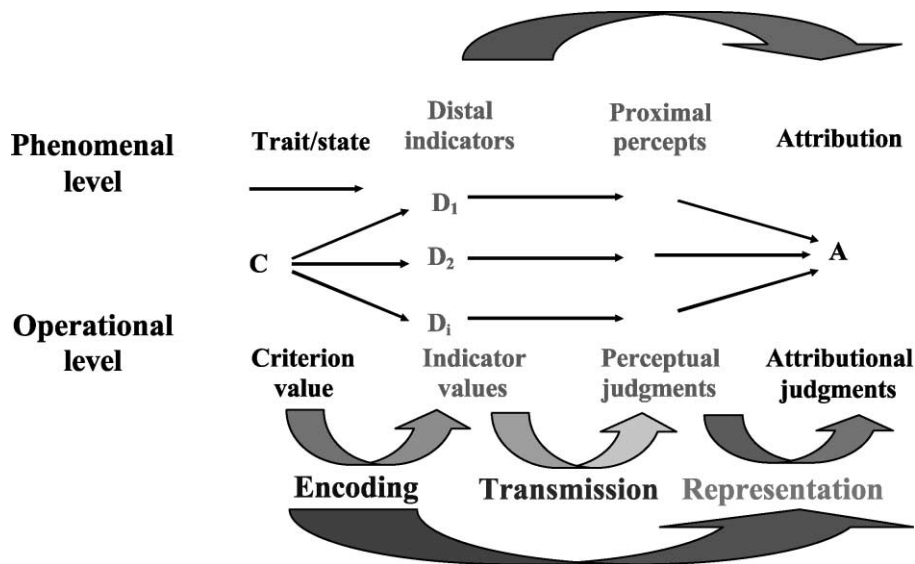 Phenomenal
level
Trait/state
Distal
indicators
Proximal
percepts
Attribution
D₁
C
D₂
A
Dᵢ
Operational
level
Criterion
value
Indicator
values
Perceptual
judgments
Attributional
judgments
Encoding
Transmission
Representation